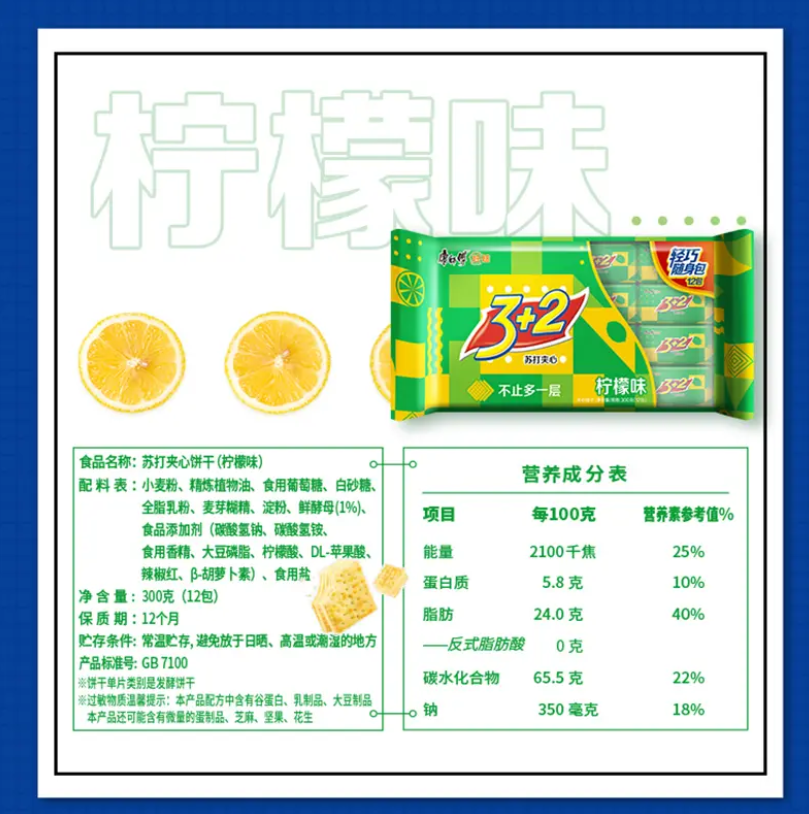 柠檬味
康师傅
轻巧
随身包
12包
3+2
苏打夹心
不止多一层
柠檬味
食品名称：苏打夹心饼干(柠檬味)
配 料 表：小麦粉、精炼植物油、食用葡萄糖、白砂糖、
全脂乳粉、麦芽糊精、淀粉、鲜酵母(1%)、
食品添加剂（碳酸氢钠、碳酸氢铵、
食用香精、大豆磷脂、柠檬酸、DL-苹果酸、
辣椒红、β-胡萝卜素）、食用盐
净 含 量：300克（12包）
保 质 期：12个月
贮存条件: 常温贮存, 避免放于日晒、高温或潮湿的地方
产品标准号: GB 7100
※饼干单片类别是发酵饼干
※过敏物质温馨提示：本产品配方中含有谷蛋白、乳制品、大豆制品
本产品还可能含有微量的蛋制品、芝麻、坚果、花生
营养成分表
项目 每100克 营养素参考值%
能量 2100千焦 25%
蛋白质 5.8 克 10%
脂肪 24.0 克 40%
——反式脂肪酸 0 克
碳水化合物 65.5 克 22%
钠 350 毫克 18%